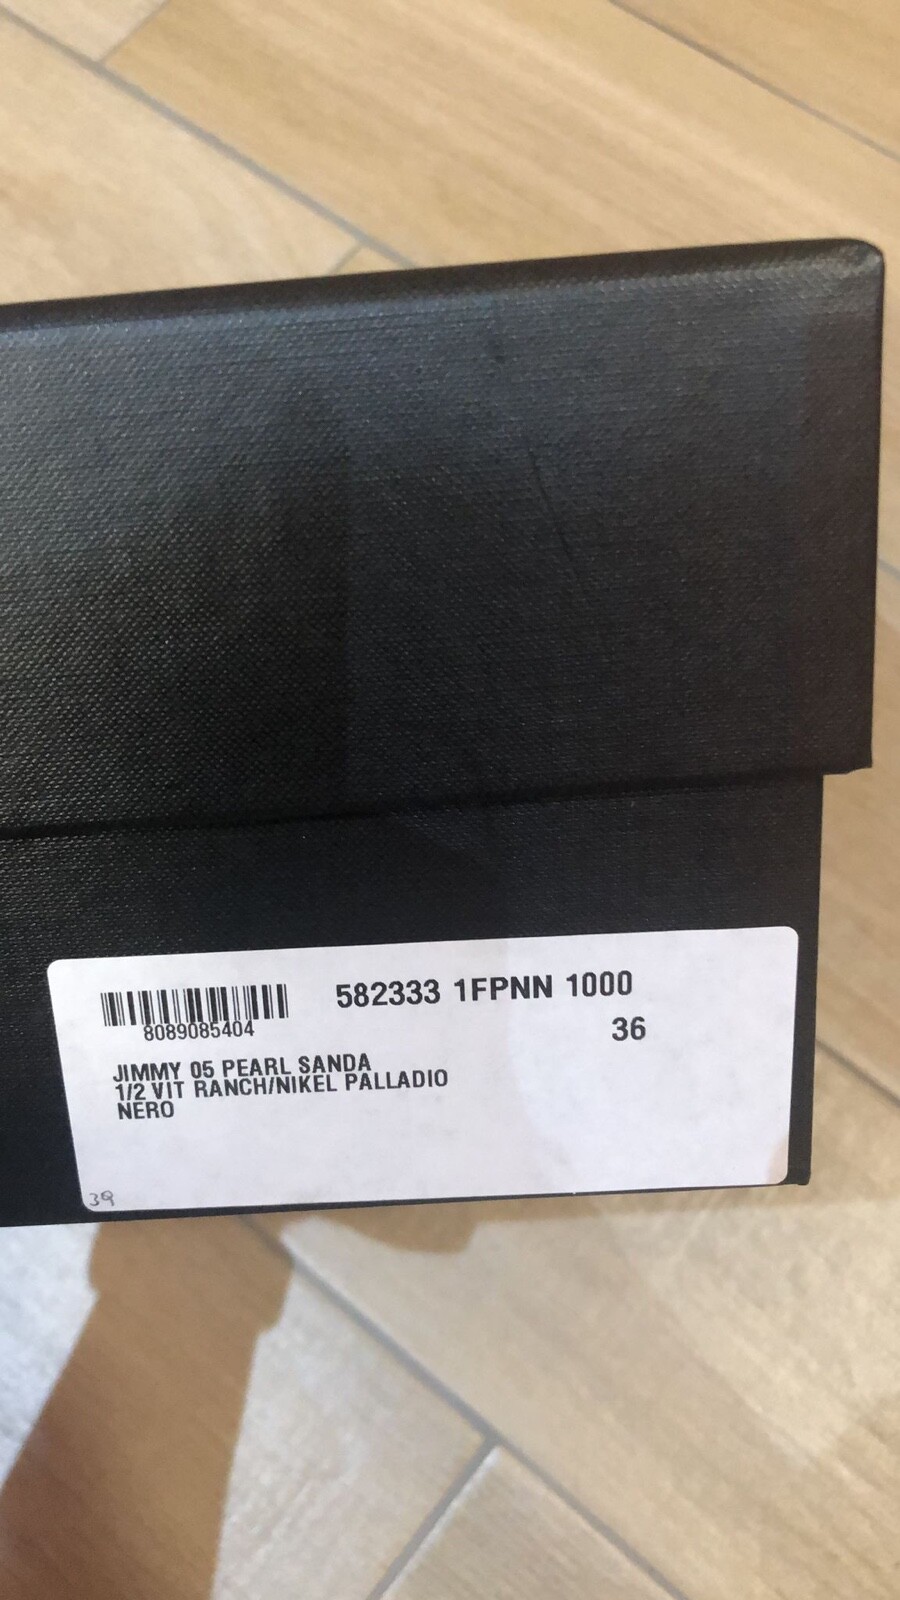 582333 1FPNN 1000
8089085404
36
JIMMY 05 PEARL SANDA
1/2 VIT RANCH/NIKEL PALLADIO
NERO
39